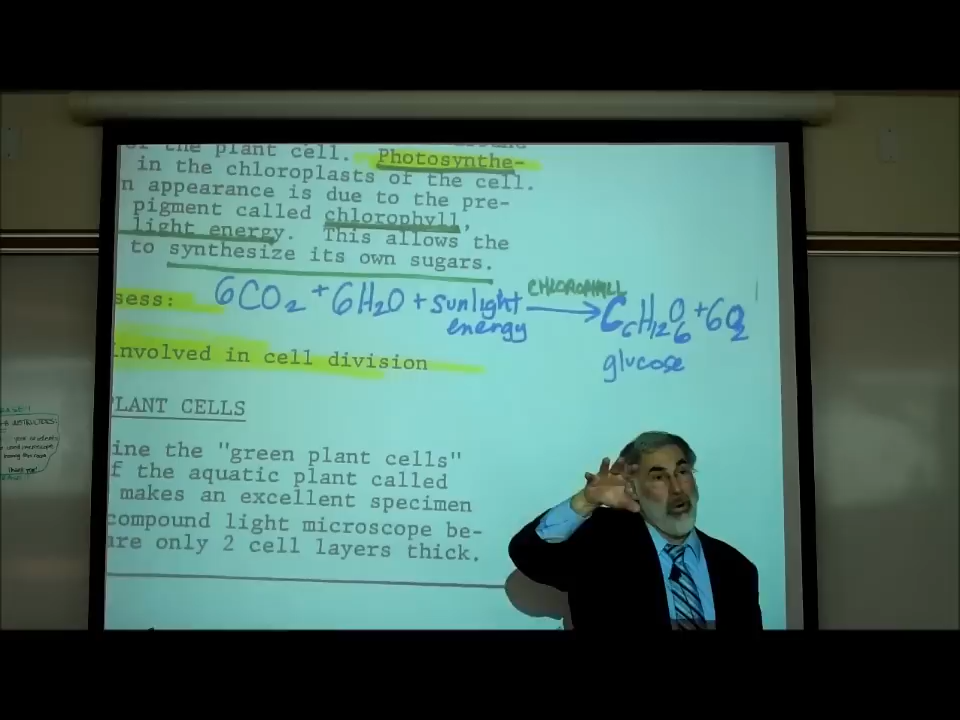 of the plant cell. Photosynthe-
in the chloroplasts of the cell.
n appearance is due to the pre-
pigment called chlorophyll,
light energy. This allows the
to synthesize its own sugars.
CHLOROPHYLL
sess: 6CO₂ + 6H₂O + sunlight energy → C₆H₁₂O₆ + 6O₂
glucose
involved in cell division
PLANT CELLS
ine the "green plant cells"
f the aquatic plant called
makes an excellent specimen
compound light microscope be-
are only 2 cell layers thick.